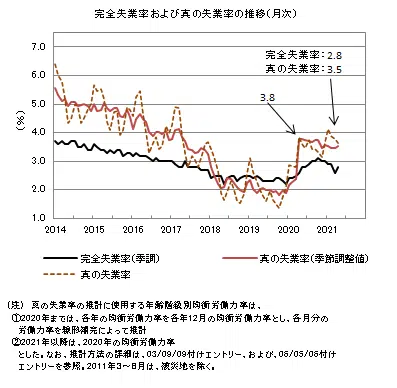 完全失業率および真の失業率の推移(月次)
完全失業率：2.8
真の失業率：3.5
3.8
(%)
7.0
6.0
5.0
4.0
3.0
2.0
1.0
2014 2015 2016 2017 2018 2019 2020 2021
完全失業率(季調)
真の失業率(季節調整値)
真の失業率
(注) 真の失業率の推計に使用する年齢階級別均衡労働力率は、
①2020年までは、各年の均衡労働力率を各年12月の均衡労働力率とし、各月分の
労働力率を線形補完によって推計
②2021年以降は、2020年の均衡労働力率
とした。なお、推計方法の詳細は、03/09/09付けエントリー、および、06/05/06付け
エントリーを参照。2011年3～8月は、被災地を除く。